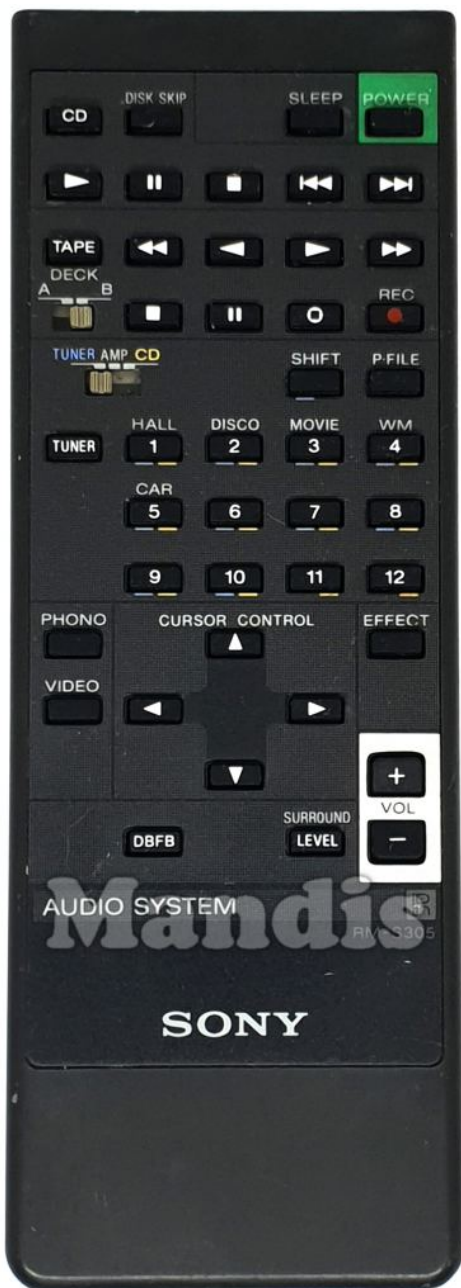 DISK SKIP SLEEP POWER
CD
TAPE
DECK
A B REC
TUNER AMP CD SHIFT P·FILE
HALL DISCO MOVIE WM
TUNER 1 2 3 4
CAR
5 6 7 8
9 10 11 12
PHONO CURSOR CONTROL EFFECT
VIDEO
+
VOL
SURROUND
DBFB LEVEL −
AUDIO SYSTEM
Mandis
RM-S305
SONY